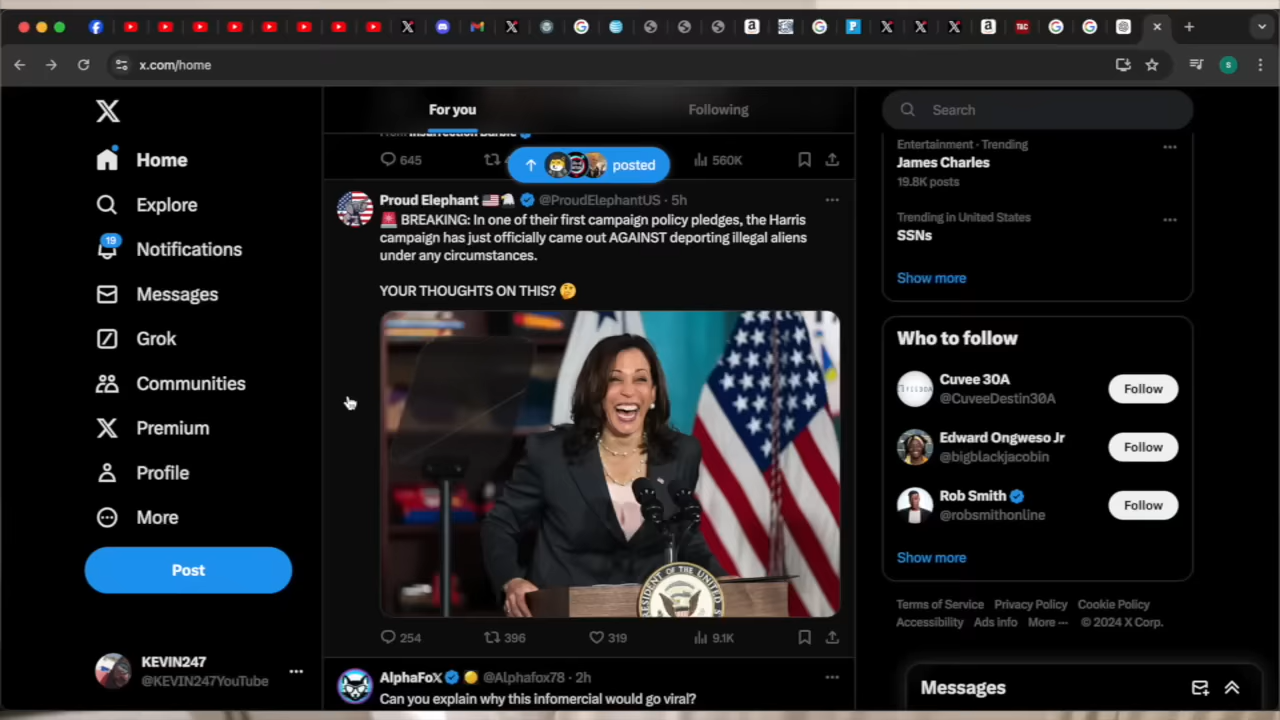 x.com/home
S
X
Home
Explore
19
Notifications
Messages
Grok
Communities
Premium
Profile
More
Post
KEVIN247
@KEVIN247YouTube
For you
Following
From Insurrection Barbie
645
560K
posted
Proud Elephant @ProudElephantUS · 5h
BREAKING: In one of their first campaign policy pledges, the Harris
campaign has just officially came out AGAINST deporting illegal aliens
under any circumstances.
YOUR THOUGHTS ON THIS?
254
396
319
9.1K
AlphaFoX @Alphafox78 · 2h
Can you explain why this infomercial would go viral?
Search
Entertainment · Trending
James Charles
19.8K posts
Trending in United States
SSNs
Show more
Who to follow
Cuvee 30A
@CuveeDestin30A
Follow
Edward Ongweso Jr
@bigblackjacobin
Follow
Rob Smith
@robsmithonline
Follow
Show more
Terms of Service Privacy Policy Cookie Policy
Accessibility Ads info More ··· © 2024 X Corp.
Messages